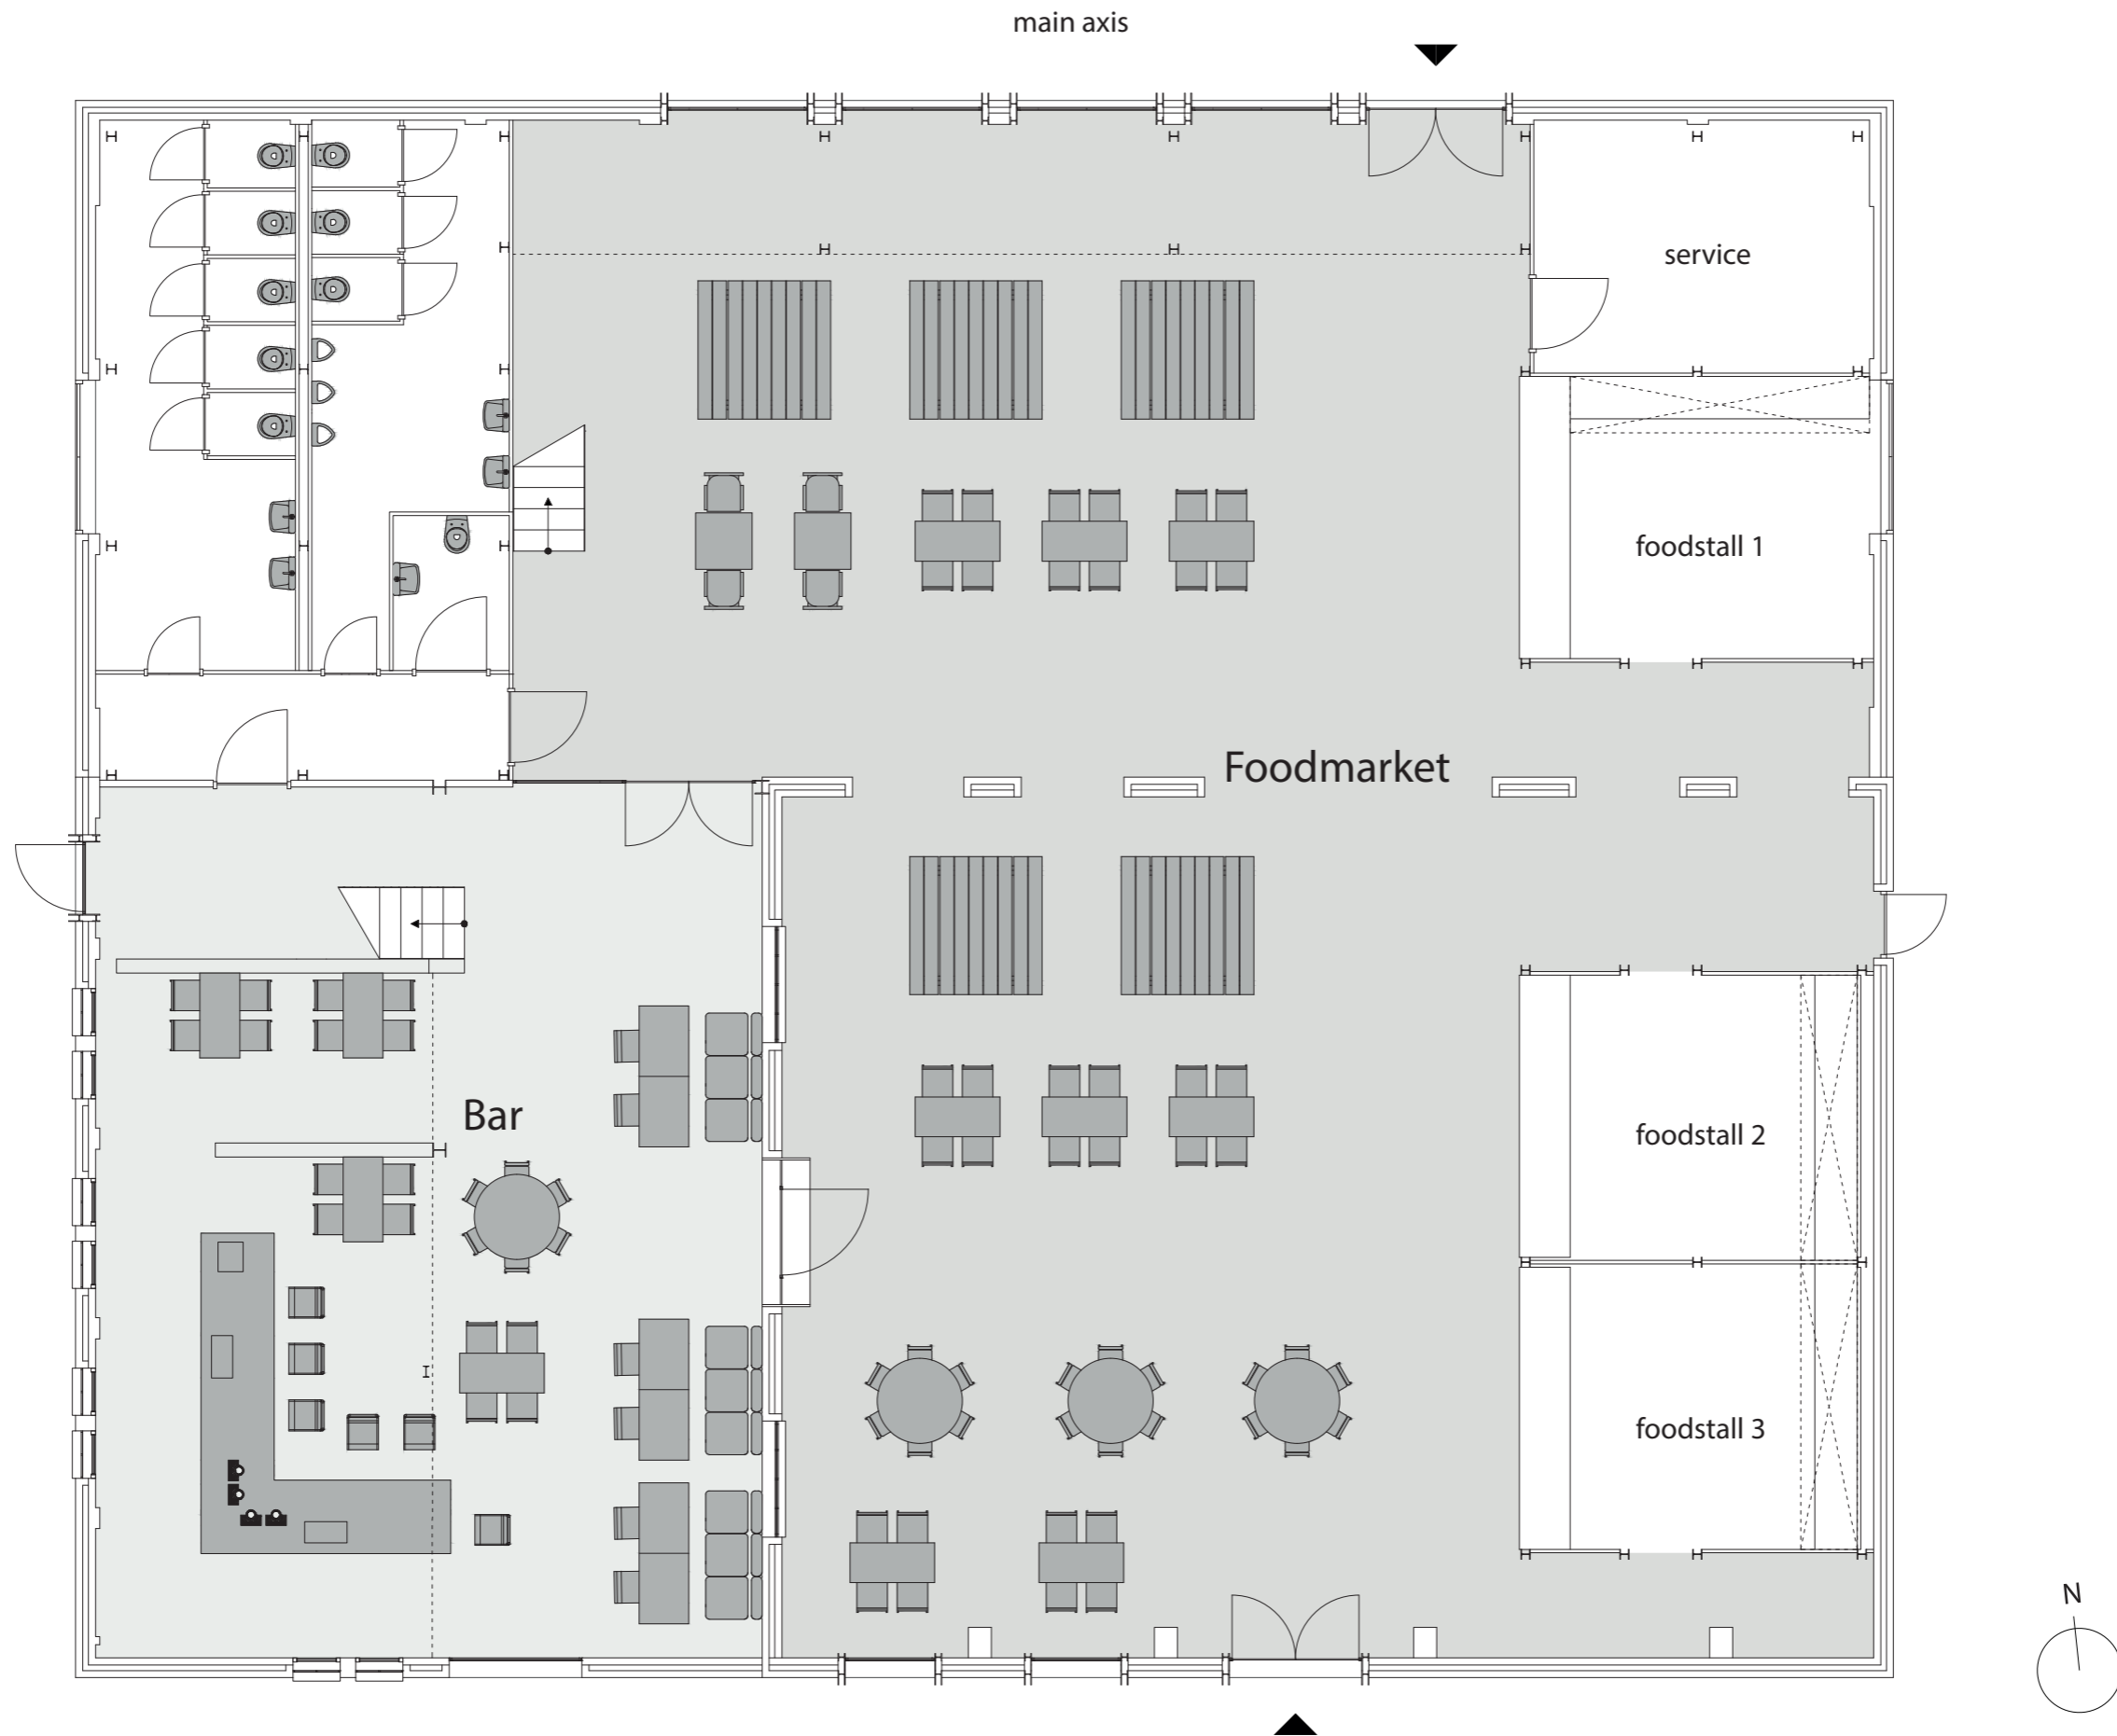 main axis
service
foodstall 1
Foodmarket
Bar
foodstall 2
foodstall 3
N